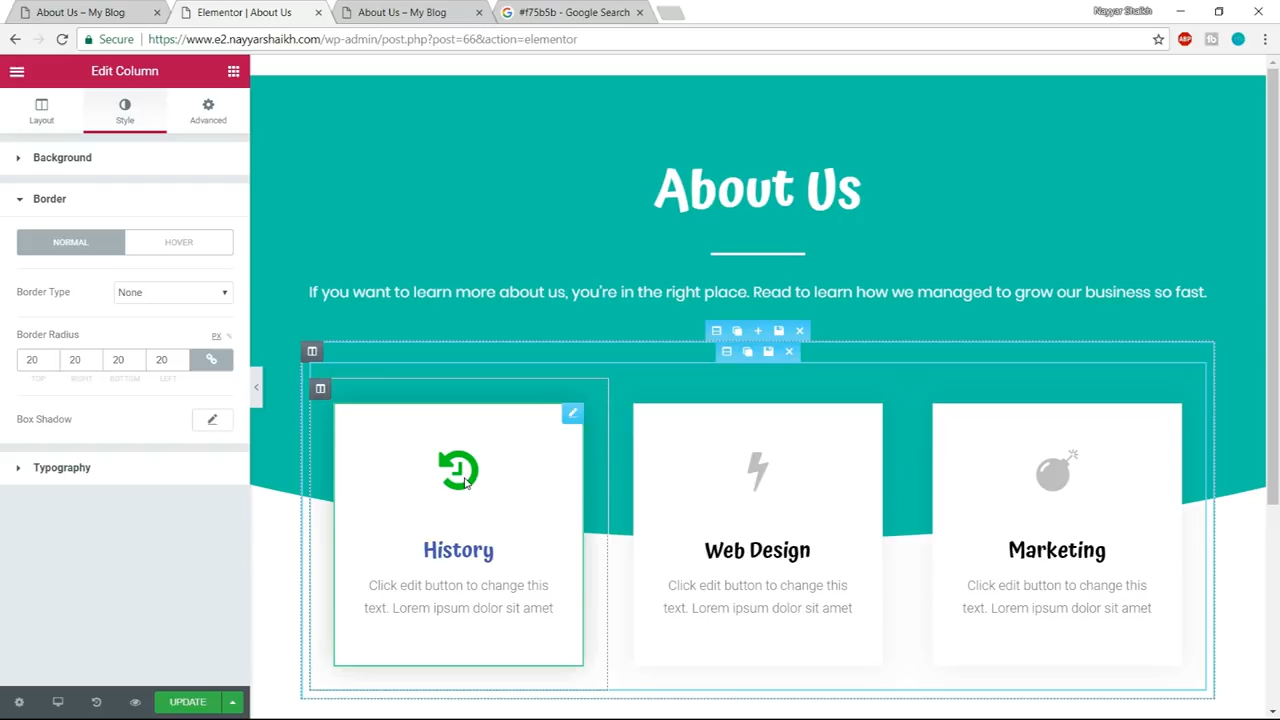 About Us – My Blog
Elementor | About Us
About Us – My Blog
#f75b5b - Google Search
Nayyar Shaikh
Secure
https://www.e2.nayyarshaikh.com/wp-admin/post.php?post=66&action=elementor
ABP
Edit Column
Layout
Style
Advanced
Background
Border
NORMAL
HOVER
Border Type
None
Border Radius
PX
%
20
20
20
20
TOP
RIGHT
BOTTOM
LEFT
Box Shadow
Typography
UPDATE
About Us
If you want to learn more about us, you're in the right place. Read to learn how we managed to grow our business so fast.
History
Click edit button to change this
text. Lorem ipsum dolor sit amet
Web Design
Click edit button to change this
text. Lorem ipsum dolor sit amet
Marketing
Click edit button to change this
text. Lorem ipsum dolor sit amet